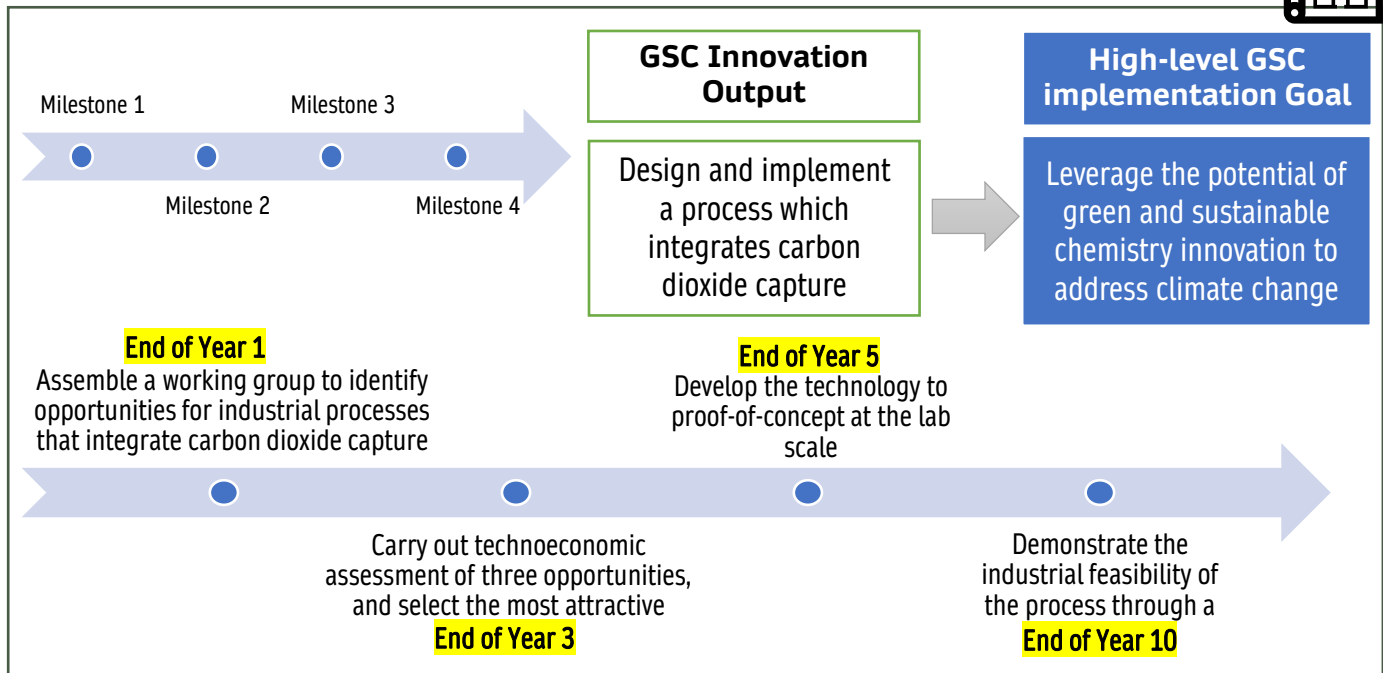 Milestone 1
Milestone 3
Milestone 2
Milestone 4
GSC Innovation
Output
Design and implement
a process which
integrates carbon
dioxide capture
High-level GSC
implementation Goal
Leverage the potential of
green and sustainable
chemistry innovation to
address climate change
End of Year 1
Assemble a working group to identify
opportunities for industrial processes
that integrate carbon dioxide capture
End of Year 5
Develop the technology to
proof-of-concept at the lab
scale
Carry out technoeconomic
assessment of three opportunities,
and select the most attractive
End of Year 3
Demonstrate the
industrial feasibility of
the process through a
End of Year 10